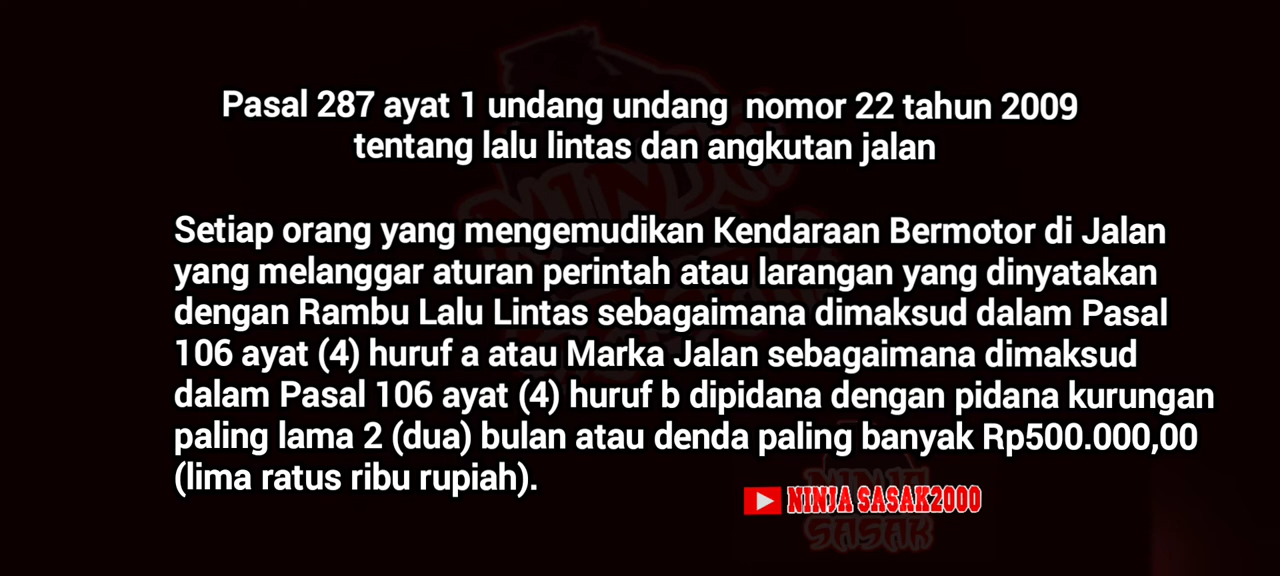 Pasal 287 ayat 1 undang undang nomor 22 tahun 2009
tentang lalu lintas dan angkutan jalan
Setiap orang yang mengemudikan Kendaraan Bermotor di Jalan
yang melanggar aturan perintah atau larangan yang dinyatakan
dengan Rambu Lalu Lintas sebagaimana dimaksud dalam Pasal
106 ayat (4) huruf a atau Marka Jalan sebagaimana dimaksud
dalam Pasal 106 ayat (4) huruf b dipidana dengan pidana kurungan
paling lama 2 (dua) bulan atau denda paling banyak Rp500.000,00
(lima ratus ribu rupiah).
NINJA SASAK2000
NINJA
SASAK